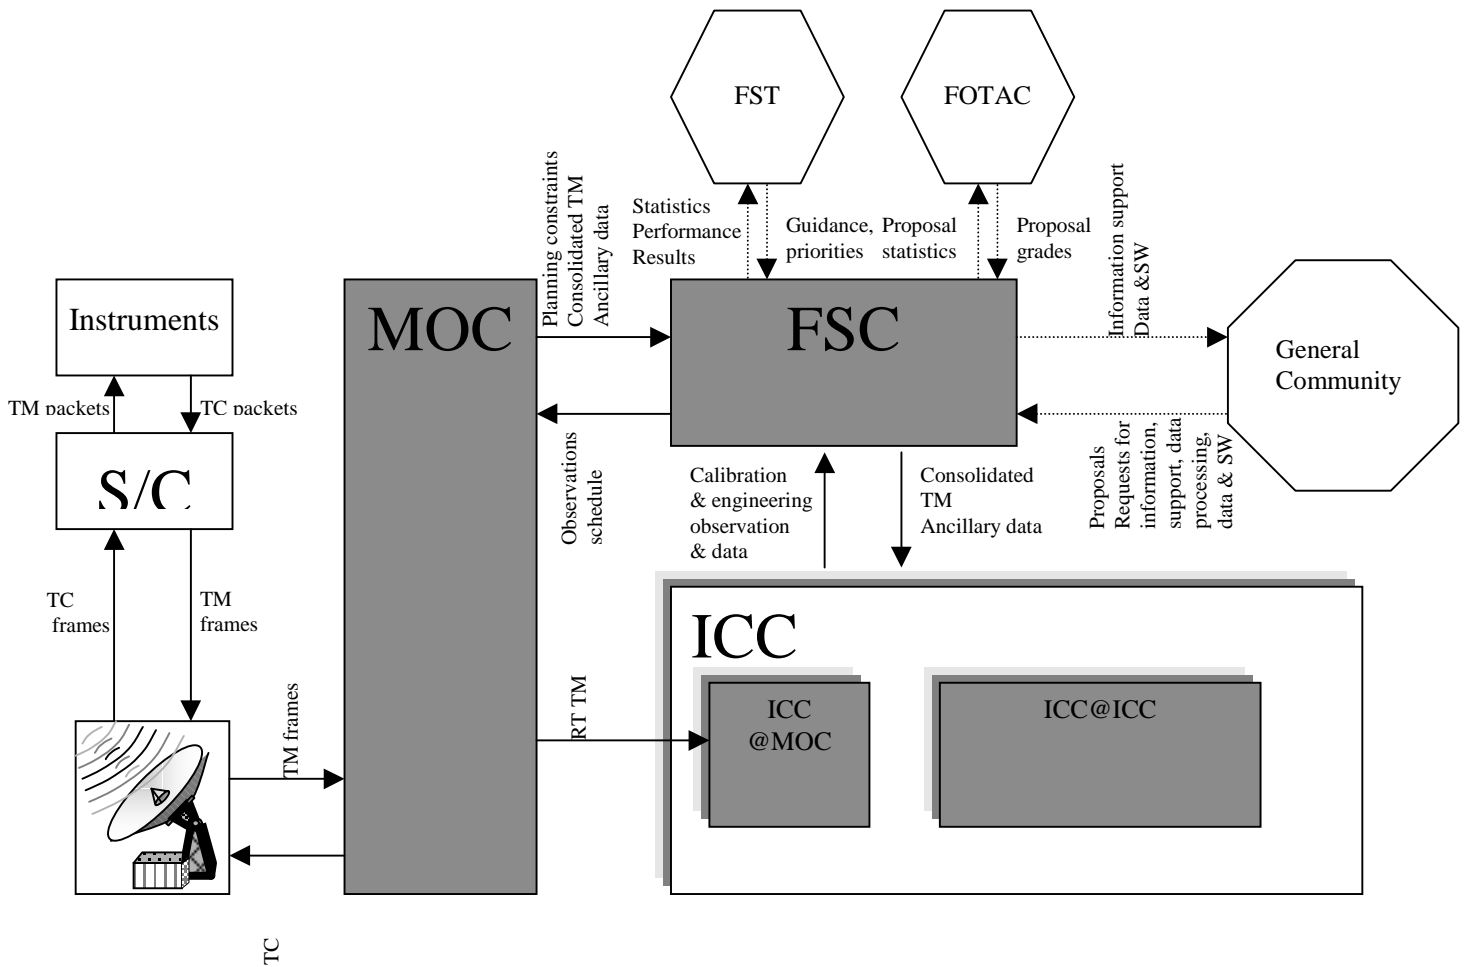 FST
FOTAC
Planning constraints
Consolidated TM
Ancillary data
Statistics
Performance
Results
Guidance,
priorities
Proposal
statistics
Proposal
grades
Information support
Data &SW
Instruments
MOC
FSC
General
Community
TM packets
TC packets
S/C
Observations
schedule
Calibration
& engineering
observation
& data
Consolidated
TM
Ancillary data
Proposals
Requests for
information,
support, data
processing,
data & SW
TC
frames
TM
frames
ICC
TM frames
RT TM
ICC
@MOC
ICC@ICC
TC